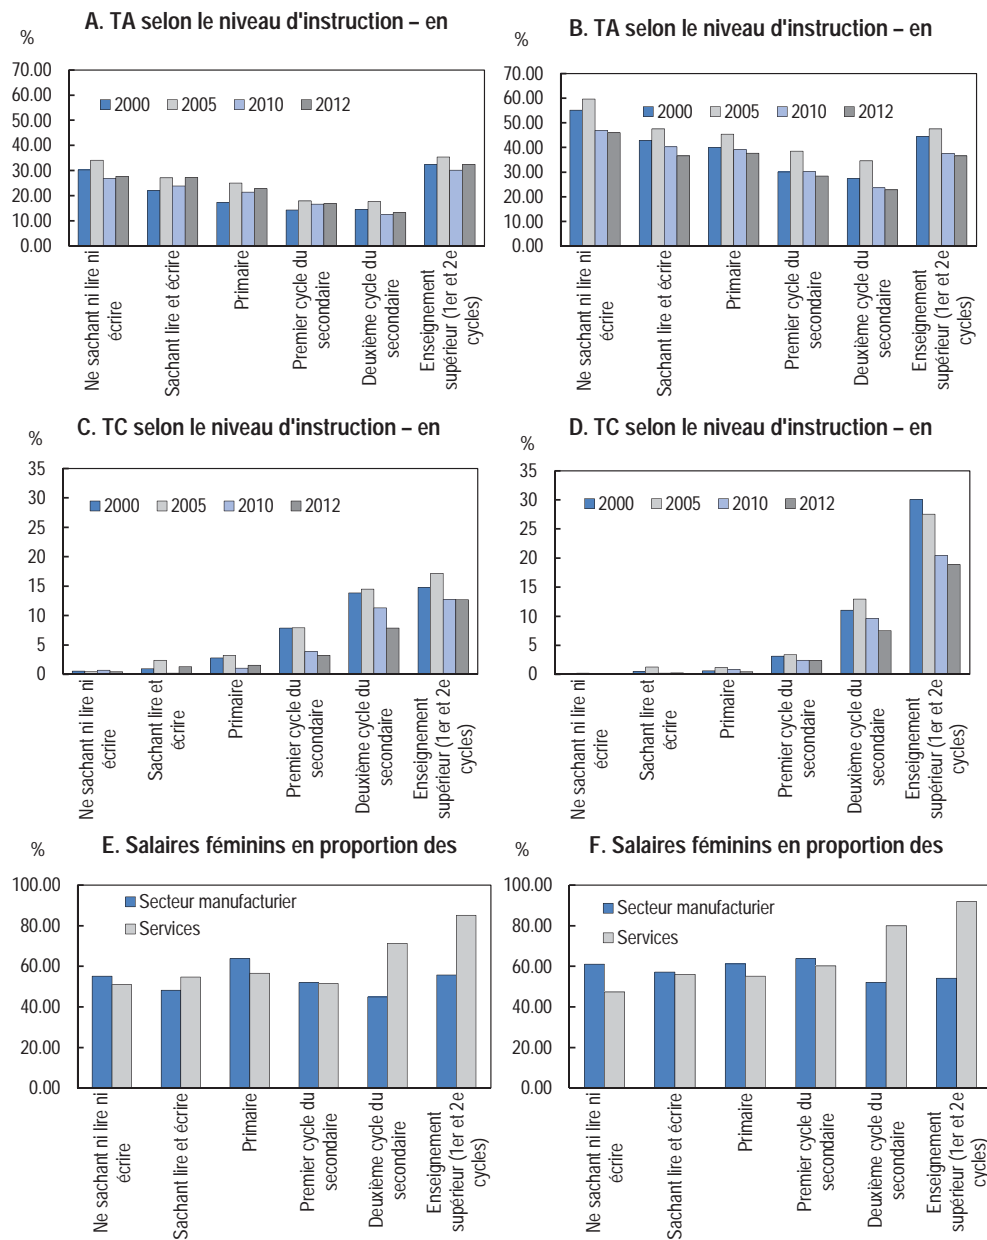 A. TA selon le niveau d'instruction – en
%
70.00
60.00
50.00
40.00
30.00
20.00
10.00
0.00
2000 2005 2010 2012
Ne sachant ni lire ni
écrire
Sachant lire et écrire
Primaire
Premier cycle du
secondaire
Deuxième cycle du
secondaire
Enseignement
supérieur (1er et 2e
cycles)
B. TA selon le niveau d'instruction – en
%
70.00
60.00
50.00
40.00
30.00
20.00
10.00
0.00
2000 2005 2010 2012
Ne sachant ni lire ni
écrire
Sachant lire et écrire
Primaire
Premier cycle du
secondaire
Deuxième cycle du
secondaire
Enseignement
supérieur (1er et 2e
cycles)
C. TC selon le niveau d'instruction – en
%
35
30
25
20
15
10
5
0
2000 2005 2010 2012
Ne sachant ni lire ni
écrire
Sachant lire et
écrire
Primaire
Premier cycle du
secondaire
Deuxième cycle du
secondaire
Enseignement
supérieur (1er et 2e
cycles)
D. TC selon le niveau d'instruction – en
%
35
30
25
20
15
10
5
0
2000 2005 2010 2012
Ne sachant ni lire ni
écrire
Sachant lire et
écrire
Primaire
Premier cycle du
secondaire
Deuxième cycle du
secondaire
Enseignement
supérieur (1er et 2e
cycles)
E. Salaires féminins en proportion des
%
100.00
80.00
60.00
40.00
20.00
0.00
Secteur manufacturier
Services
Ne sachant ni lire ni
écrire
Sachant lire et écrire
Primaire
Premier cycle du
secondaire
Deuxième cycle du
secondaire
Enseignement
supérieur (1er et 2e
cycles)
F. Salaires féminins en proportion des
%
100.00
80.00
60.00
40.00
20.00
0.00
Secteur manufacturier
Services
Ne sachant ni lire ni
écrire
Sachant lire et écrire
Primaire
Premier cycle du
secondaire
Deuxième cycle du
secondaire
Enseignement
supérieur (1er et 2e
cycles)